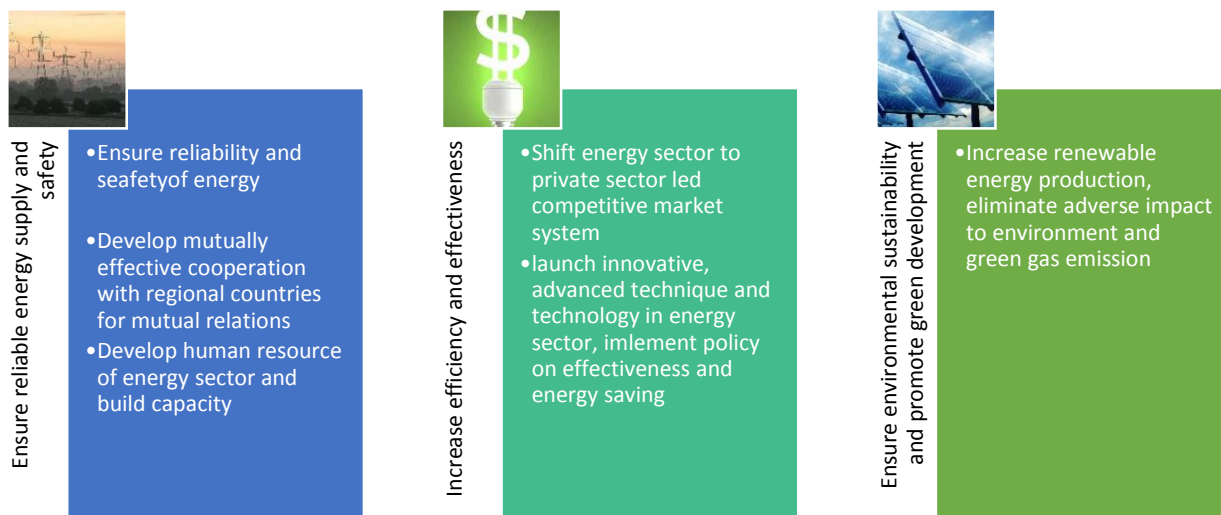 Ensure reliable energy supply and
safety
•Ensure reliability and
seafetyof energy
•Develop mutually
effective cooperation
with regional countries
for mutual relations
•Develop human resource
of energy sector and
build capacity
Increase efficiency and effectiveness
•Shift energy sector to
private sector led
competitive market
system
•launch innovative,
advanced technique and
technology in energy
sector, imlement policy
on effectiveness and
energy saving
Ensure environmental sustainability
and promote green development
•Increase renewable
energy production,
eliminate adverse impact
to environment and
green gas emission